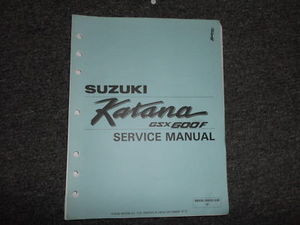 SUZUKI
Katana
GSX600F
SERVICE MANUAL